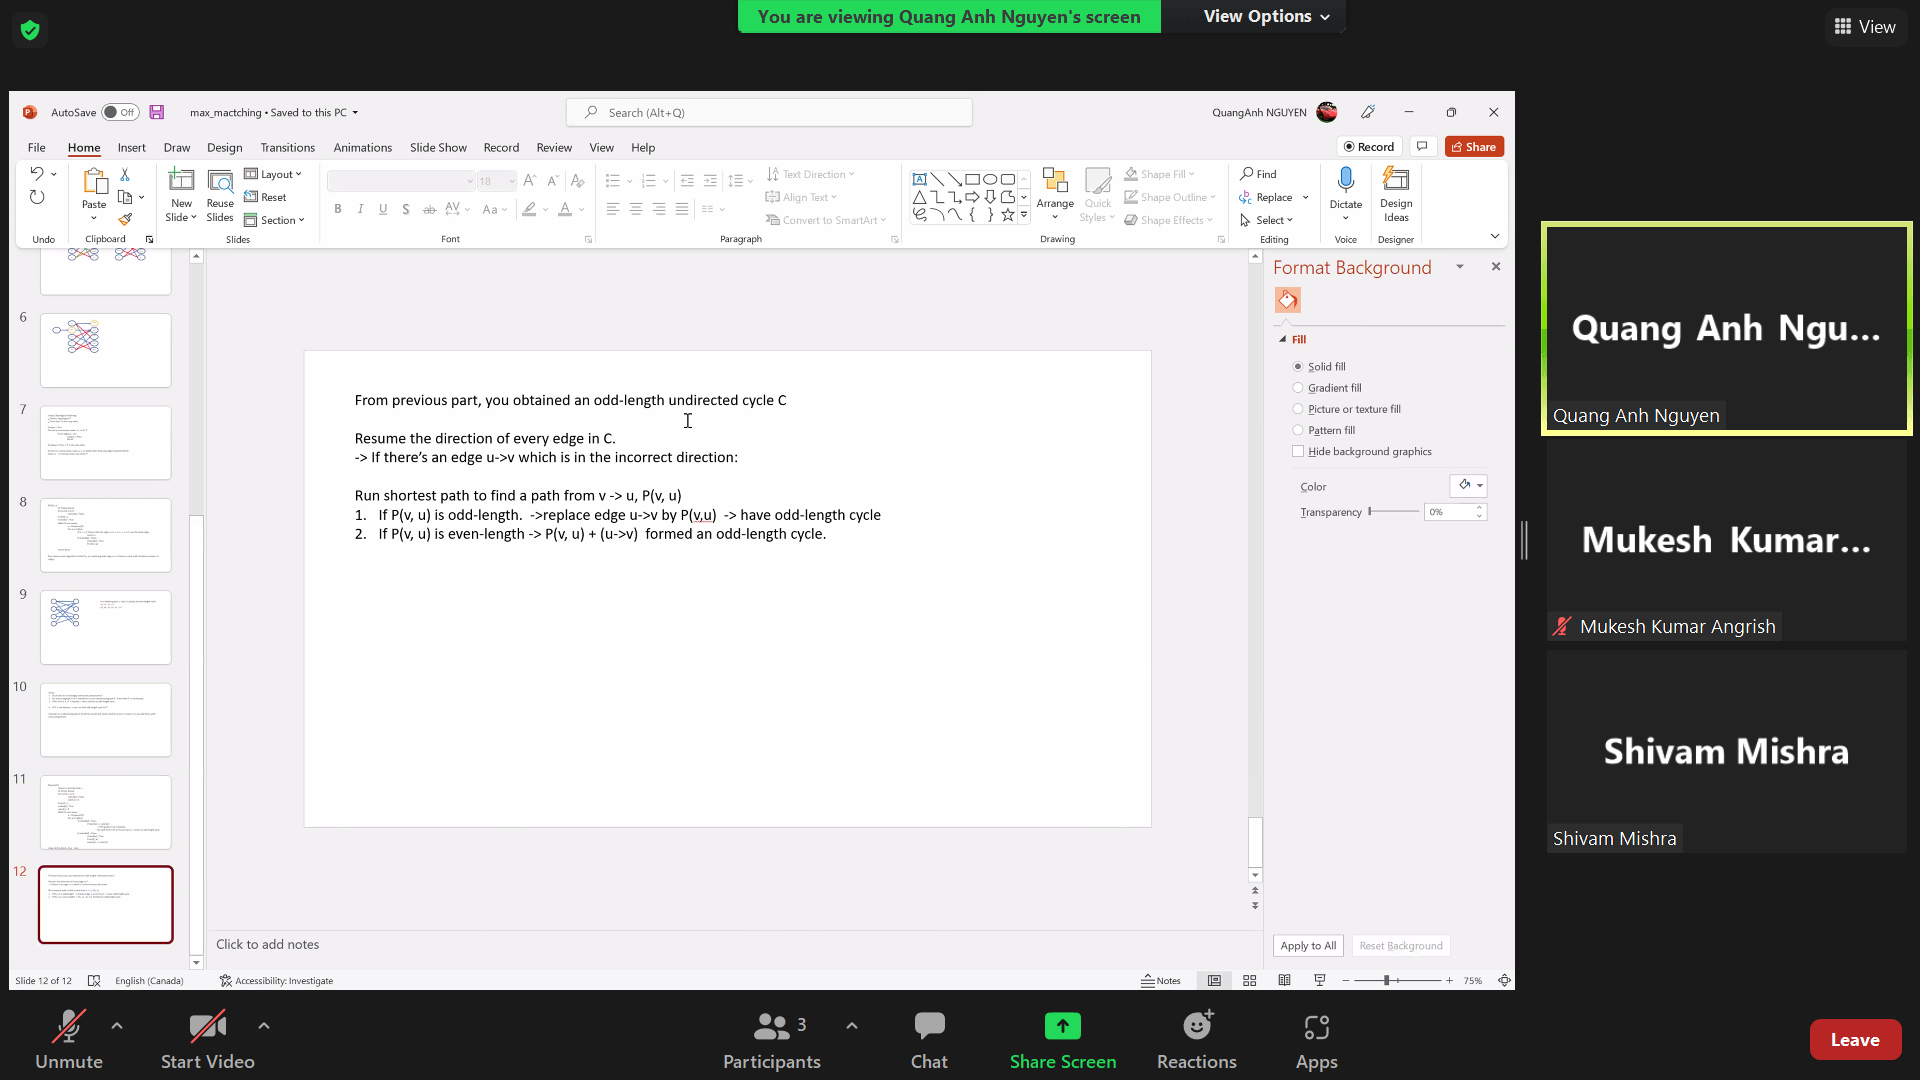 You are viewing Quang Anh Nguyen's screen
View Options
View
AutoSave Off
max_mactching • Saved to this PC
Search (Alt+Q)
QuangAnh NGUYEN
File Home Insert Draw Design Transitions Animations Slide Show Record Review View Help
Record
Share
Paste
New Slide
Reuse Slides
Layout
Reset
Section
18
Text Direction
Align Text
Convert to SmartArt
Arrange
Quick Styles
Shape Fill
Shape Outline
Shape Effects
Find
Replace
Select
Dictate
Design Ideas
Undo Clipboard Slides Font Paragraph Drawing Editing Voice Designer
6
7
8
9
10
11
12
From previous part, you obtained an odd-length undirected cycle C
Resume the direction of every edge in C.
-> If there's an edge u->v which is in the incorrect direction:
Run shortest path to find a path from v -> u, P(v, u)
1. If P(v, u) is odd-length. ->replace edge u->v by P(v,u) -> have odd-length cycle
2. If P(v, u) is even-length -> P(v, u) + (u->v) formed an odd-length cycle.
Click to add notes
Format Background
Fill
Solid fill
Gradient fill
Picture or texture fill
Pattern fill
Hide background graphics
Color
Transparency 0%
Apply to All
Reset Background
Slide 12 of 12
English (Canada)
Accessibility: Investigate
Notes
75%
Quang Anh Ngu...
Quang Anh Nguyen
Mukesh Kumar...
Mukesh Kumar Angrish
Shivam Mishra
Shivam Mishra
Unmute
Start Video
Participants 3
Chat
Share Screen
Reactions
Apps
Leave